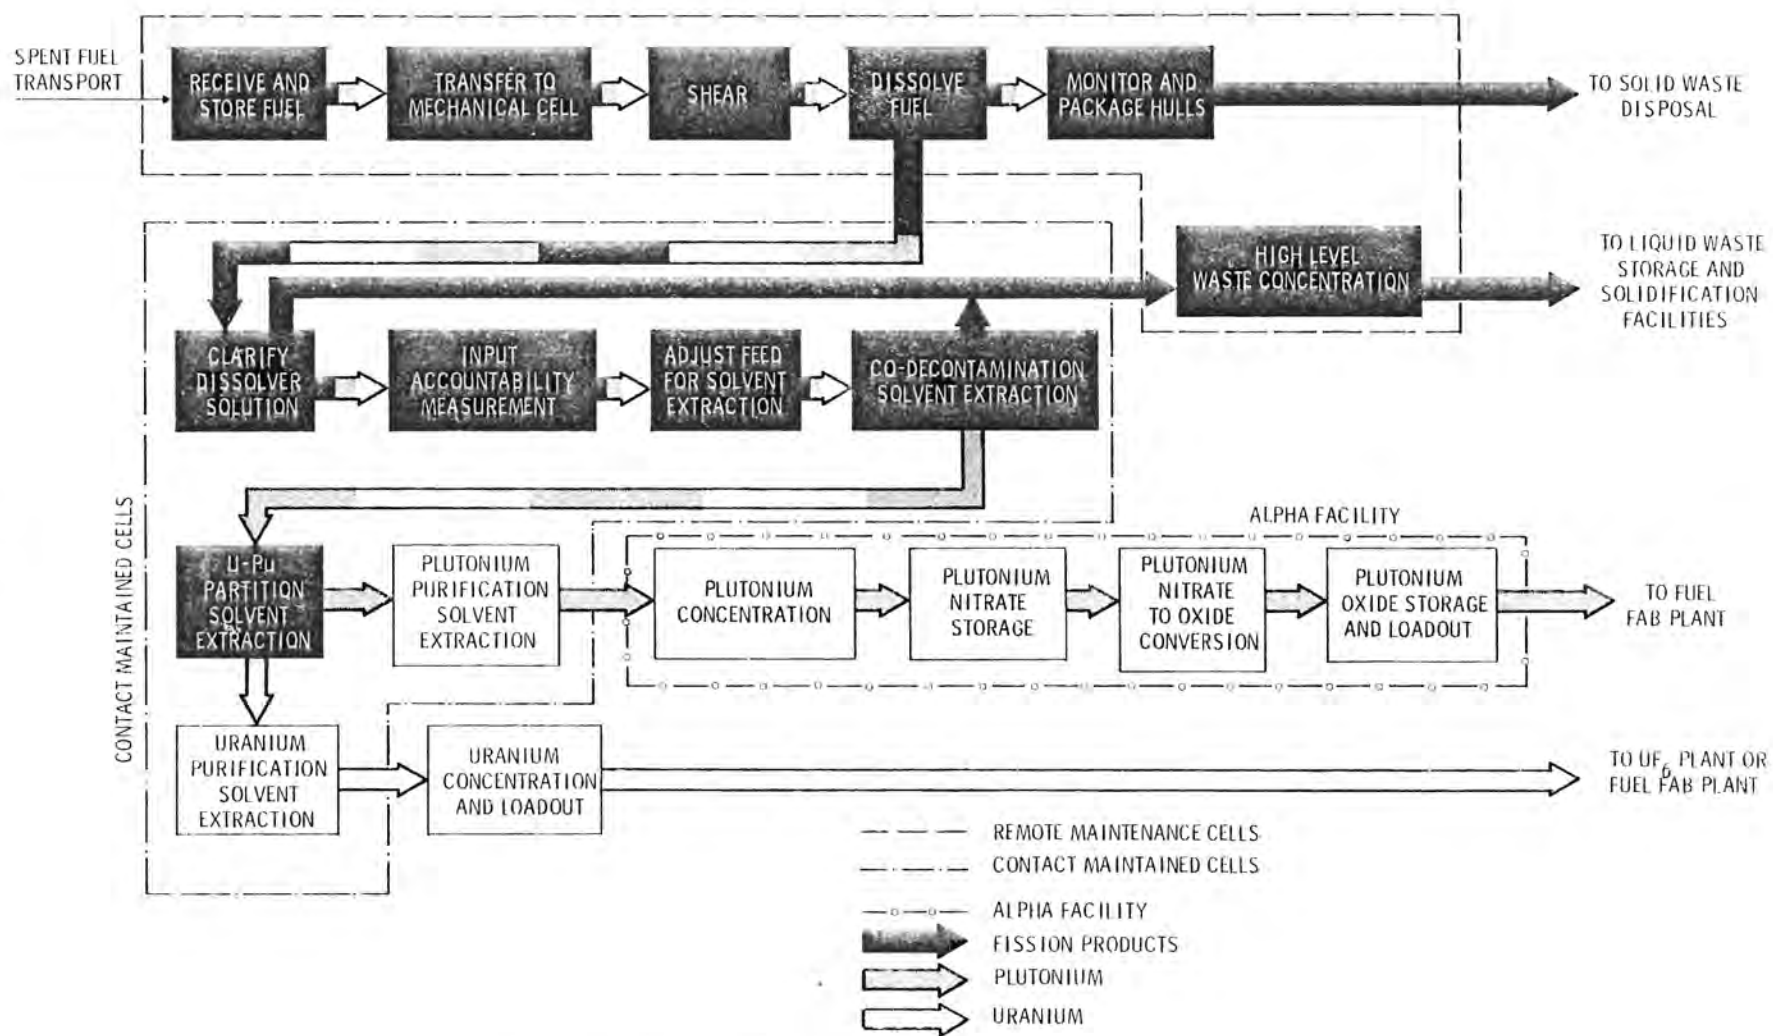 SPENT FUEL
TRANSPORT
RECEIVE AND
STORE FUEL
TRANSFER TO
MECHANICAL CELL
SHEAR
DISSOLVE
FUEL
MONITOR AND
PACKAGE HULLS
TO SOLID WASTE
DISPOSAL
HIGH LEVEL
WASTE CONCENTRATION
TO LIQUID WASTE
STORAGE AND
SOLIDIFICATION
FACILITIES
CLARIFY
DISSOLVER
SOLUTION
INPUT
ACCOUNTABILITY
MEASUREMENT
ADJUST FEED
FOR SOLVENT
EXTRACTION
CO-DECONTAMINATION
SOLVENT EXTRACTION
CONTACT MAINTAINED CELLS
ALPHA FACILITY
U-Pu
PARTITION
SOLVENT
EXTRACTION
PLUTONIUM
PURIFICATION
SOLVENT
EXTRACTION
PLUTONIUM
CONCENTRATION
PLUTONIUM
NITRATE
STORAGE
PLUTONIUM
NITRATE
TO OXIDE
CONVERSION
PLUTONIUM
OXIDE STORAGE
AND LOADOUT
TO FUEL
FAB PLANT
URANIUM
PURIFICATION
SOLVENT
EXTRACTION
URANIUM
CONCENTRATION
AND LOADOUT
TO UF6 PLANT OR
FUEL FAB PLANT
REMOTE MAINTENANCE CELLS
CONTACT MAINTAINED CELLS
ALPHA FACILITY
FISSION PRODUCTS
PLUTONIUM
URANIUM